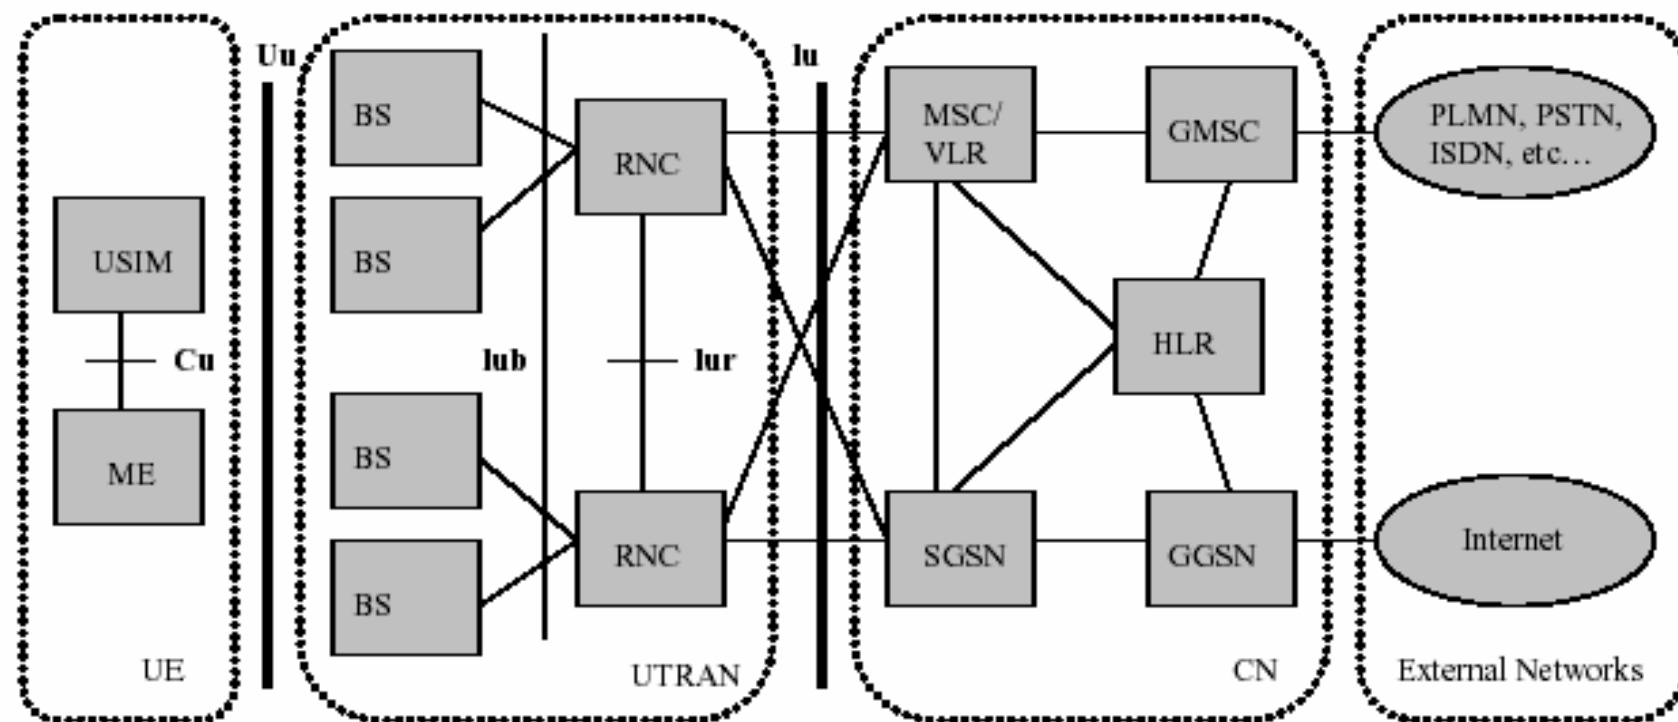 Uu
Iu
BS
RNC
MSC/
VLR
GMSC
PLMN, PSTN,
ISDN, etc...
USIM
BS
Cu
Iub
Iur
HLR
ME
BS
BS
RNC
SGSN
GGSN
Internet
UE
UTRAN
CN
External Networks